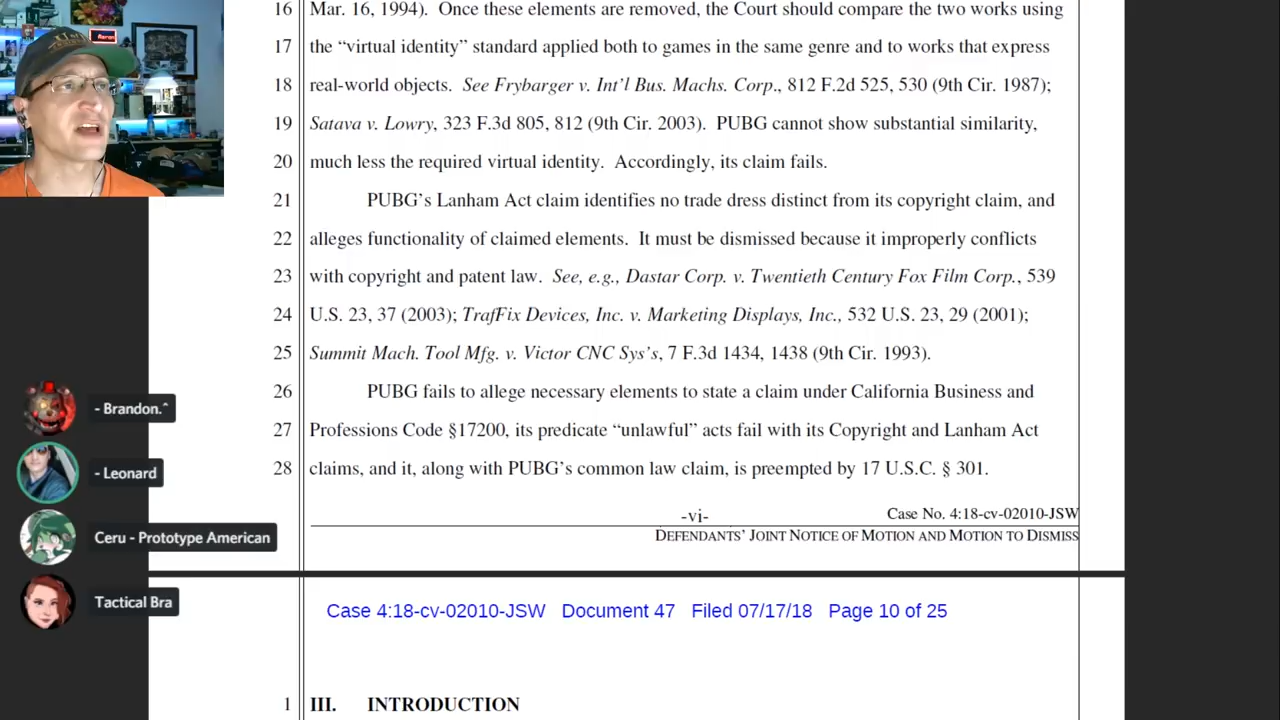 16 Mar. 16, 1994). Once these elements are removed, the Court should compare the two works using
17 the “virtual identity” standard applied both to games in the same genre and to works that express
18 real-world objects. See Frybarger v. Int’l Bus. Machs. Corp., 812 F.2d 525, 530 (9th Cir. 1987);
19 Satava v. Lowry, 323 F.3d 805, 812 (9th Cir. 2003). PUBG cannot show substantial similarity,
20 much less the required virtual identity. Accordingly, its claim fails.
21 PUBG’s Lanham Act claim identifies no trade dress distinct from its copyright claim, and
22 alleges functionality of claimed elements. It must be dismissed because it improperly conflicts
23 with copyright and patent law. See, e.g., Dastar Corp. v. Twentieth Century Fox Film Corp., 539
24 U.S. 23, 37 (2003); TrafFix Devices, Inc. v. Marketing Displays, Inc., 532 U.S. 23, 29 (2001);
25 Summit Mach. Tool Mfg. v. Victor CNC Sys’s, 7 F.3d 1434, 1438 (9th Cir. 1993).
26 PUBG fails to allege necessary elements to state a claim under California Business and
27 Professions Code §17200, its predicate “unlawful” acts fail with its Copyright and Lanham Act
28 claims, and it, along with PUBG’s common law claim, is preempted by 17 U.S.C. § 301.
-vi- Case No. 4:18-cv-02010-JSW
DEFENDANTS’ JOINT NOTICE OF MOTION AND MOTION TO DISMISS
Case 4:18-cv-02010-JSW Document 47 Filed 07/17/18 Page 10 of 25
1 III. INTRODUCTION
- Brandon.^
- Leonard
Ceru - Prototype American
Tactical Bra